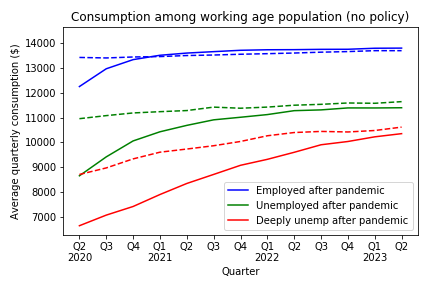 Consumption among working age population (no policy)
Average quarterly consumption ($)
14000
13000
12000
11000
10000
9000
8000
7000
Employed after pandemic
Unemployed after pandemic
Deeply unemp after pandemic
Q2 Q3 Q4 Q1 Q2 Q3 Q4 Q1 Q2 Q3 Q4 Q1 Q2
2020 2021 2022 2023
Quarter